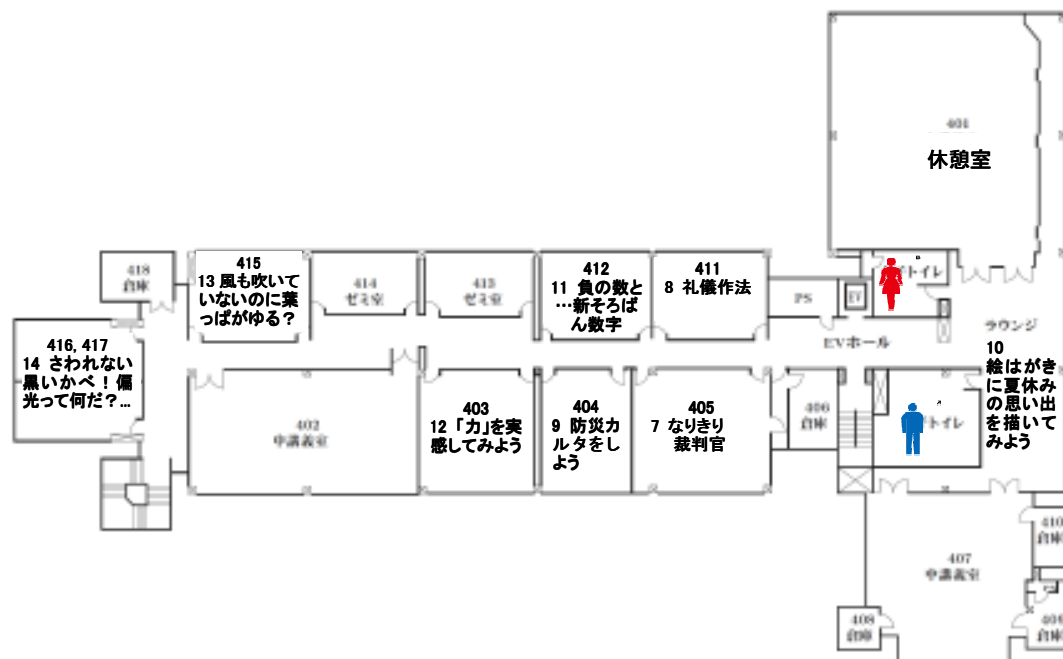 401
休憩室
418
倉庫
415
13 風も吹いて
いないのに葉
っぱがゆる？
414
ゼミ室
413
ゼミ室
412
11 負の数と
…新そろば
ん数字
411
8 礼儀作法
PS
EV
トイレ
ラウンジ
EVホール
416, 417
14 さわれない
黒いかべ！偏
光って何だ？…
402
中講義室
403
12 「力」を実
感してみよう
404
9 防災カ
ルタをし
よう
405
7 なりきり
裁判官
406
倉庫
トイレ
10
絵はがき
に夏休み
の思い出
を描いて
みよう
407
中講義室
410
倉庫
408
倉庫
409
倉庫